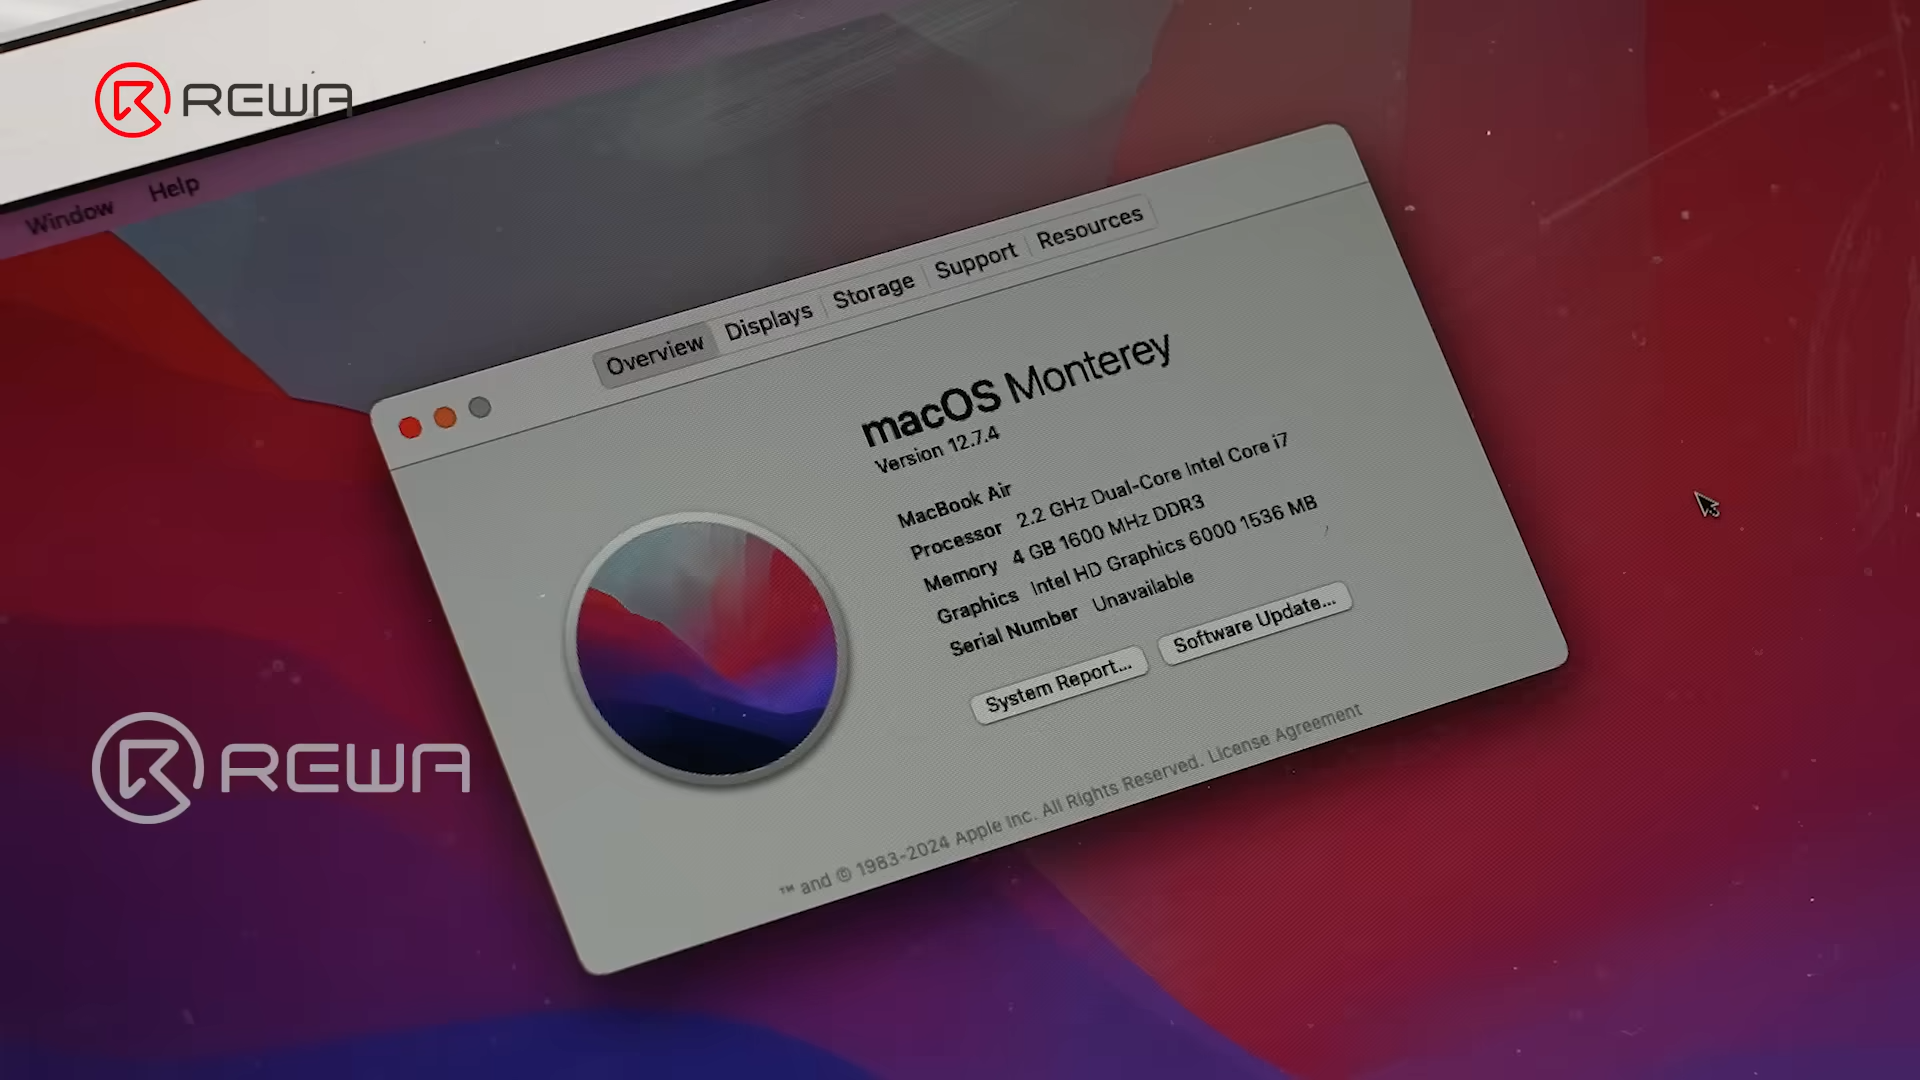 REWA
Window Help
Overview Displays Storage Support Resources
macOS Monterey
Version 12.7.4
MacBook Air
Processor 2.2 GHz Dual-Core Intel Core i7
Memory 4 GB 1600 MHz DDR3
Graphics Intel HD Graphics 6000 1536 MB
Serial Number Unavailable
System Report... Software Update...
™ and © 1983-2024 Apple Inc. All Rights Reserved. License Agreement
REWA